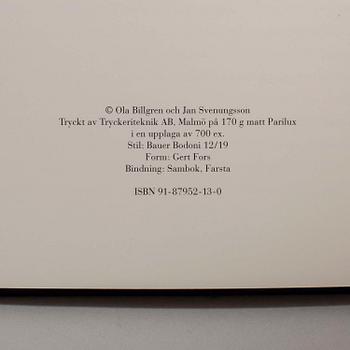 © Ola Billgren och Jan Svenungsson
Tryckt av Tryckeriteknik AB, Malmö på 170 g matt Parilux
i en upplaga av 700 ex.
Stil: Bauer Bodoni 12/19
Form: Gert Fors
Bindning: Sambok, Farsta
ISBN 91-87952-13-0